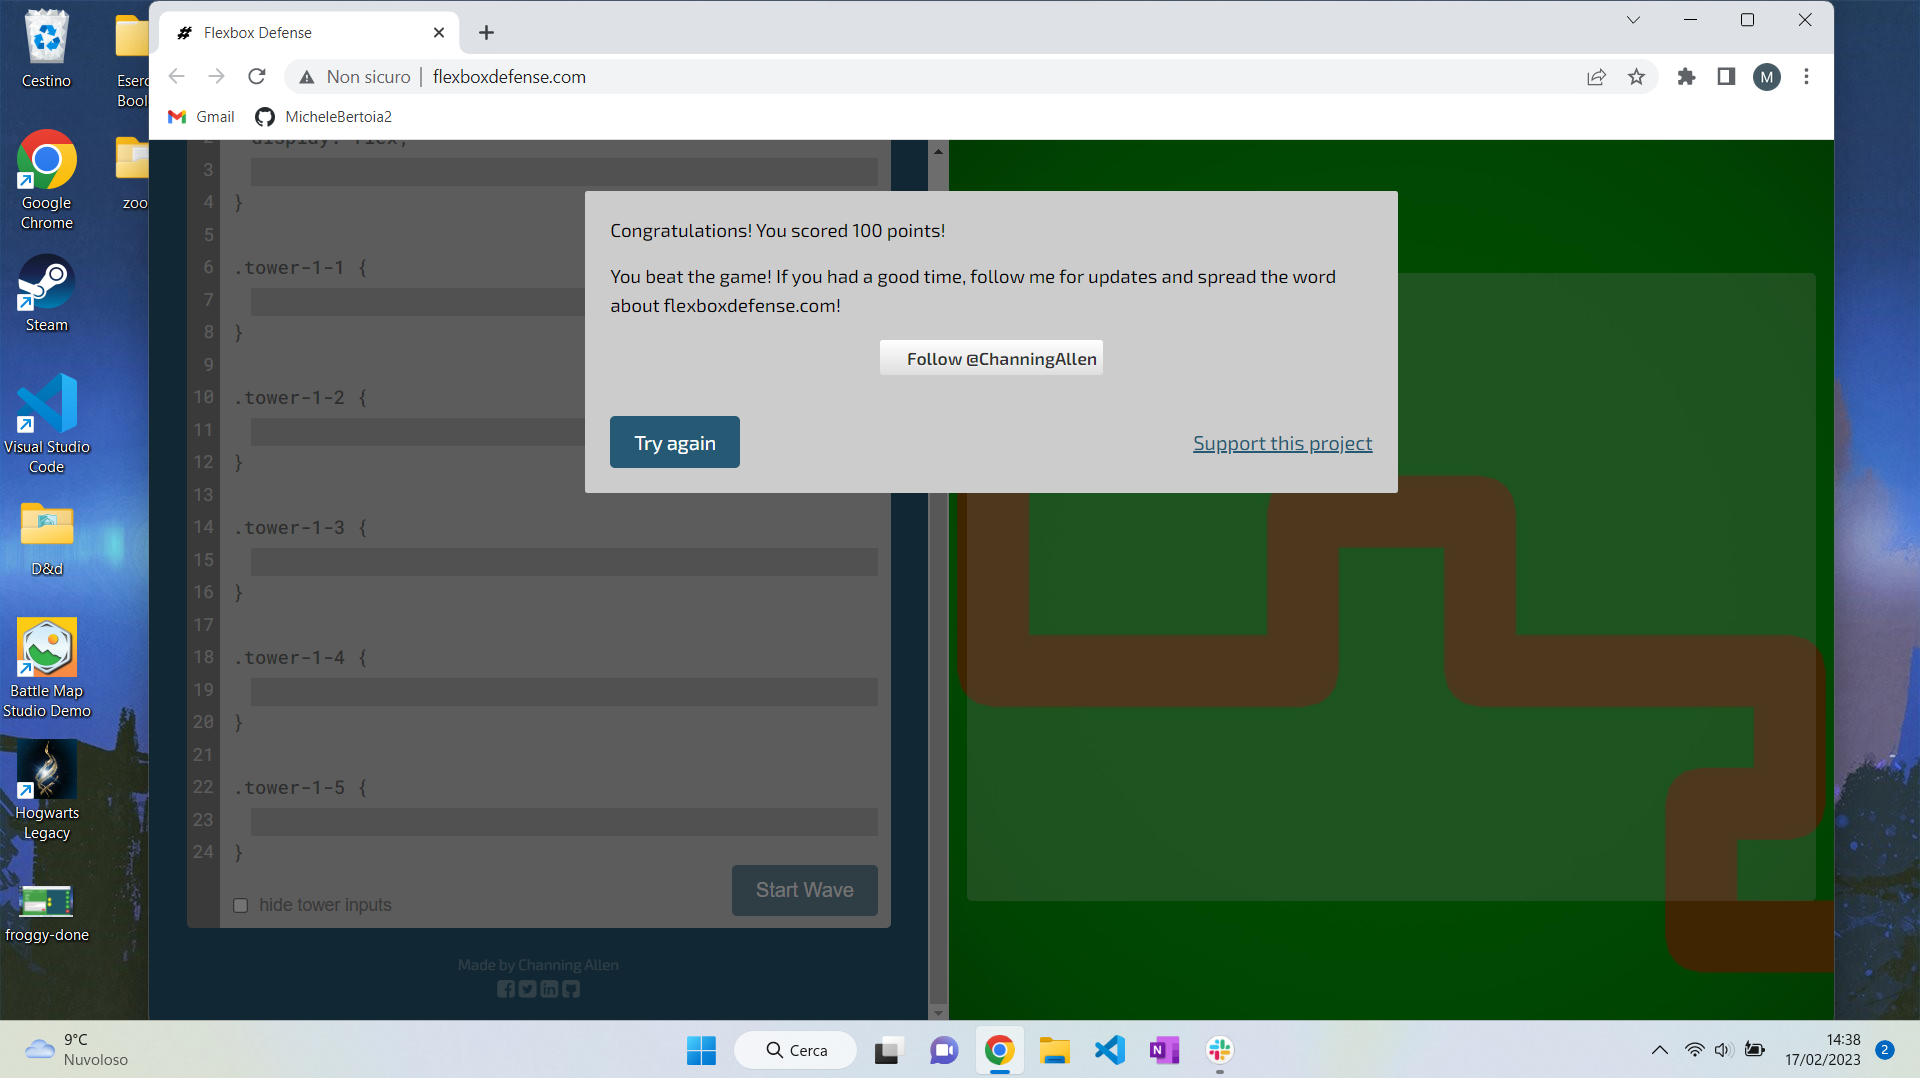 Cestino
Eserc
Bool
Google
Chrome
zoo
Steam
Visual Studio
Code
D&d
Battle Map
Studio Demo
Hogwarts
Legacy
froggy-done
Flexbox Defense
Non sicuro
flexboxdefense.com
M
Gmail
MicheleBertoia2
2 display: flex;
3
4 }
5
6 .tower-1-1 {
7
8 }
9
10 .tower-1-2 {
11
12 }
13
14 .tower-1-3 {
15
16 }
17
18 .tower-1-4 {
19
20 }
21
22 .tower-1-5 {
23
24 }
hide tower inputs
Start Wave
Made by Channing Allen
Congratulations! You scored 100 points!
You beat the game! If you had a good time, follow me for updates and spread the word
about flexboxdefense.com!
Follow @ChanningAllen
Try again
Support this project
9°C
Nuvoloso
Cerca
14:38
17/02/2023
2